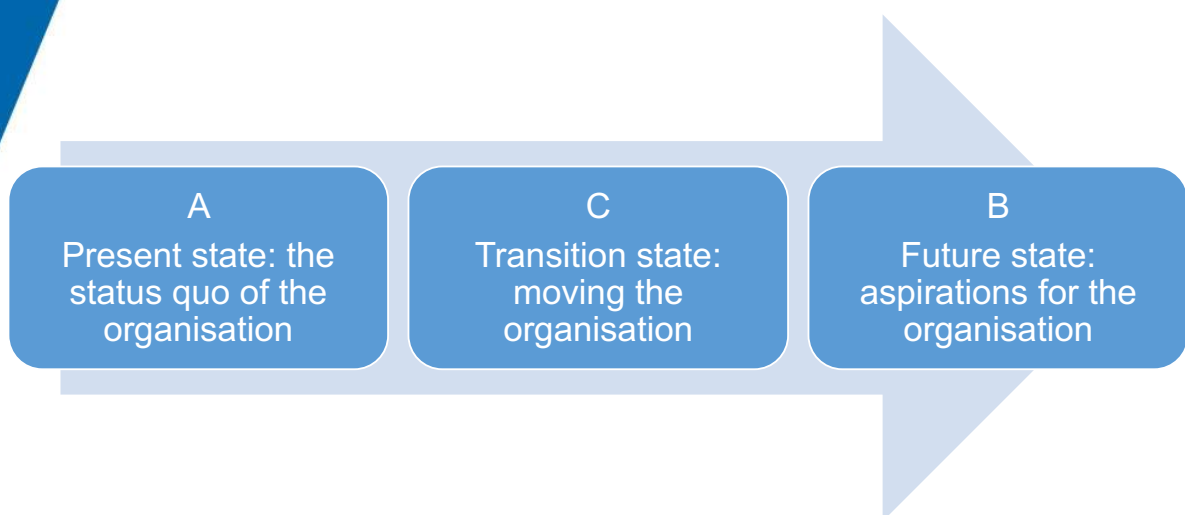 A
Present state: the
status quo of the
organisation
C
Transition state:
moving the
organisation
B
Future state:
aspirations for the
organisation